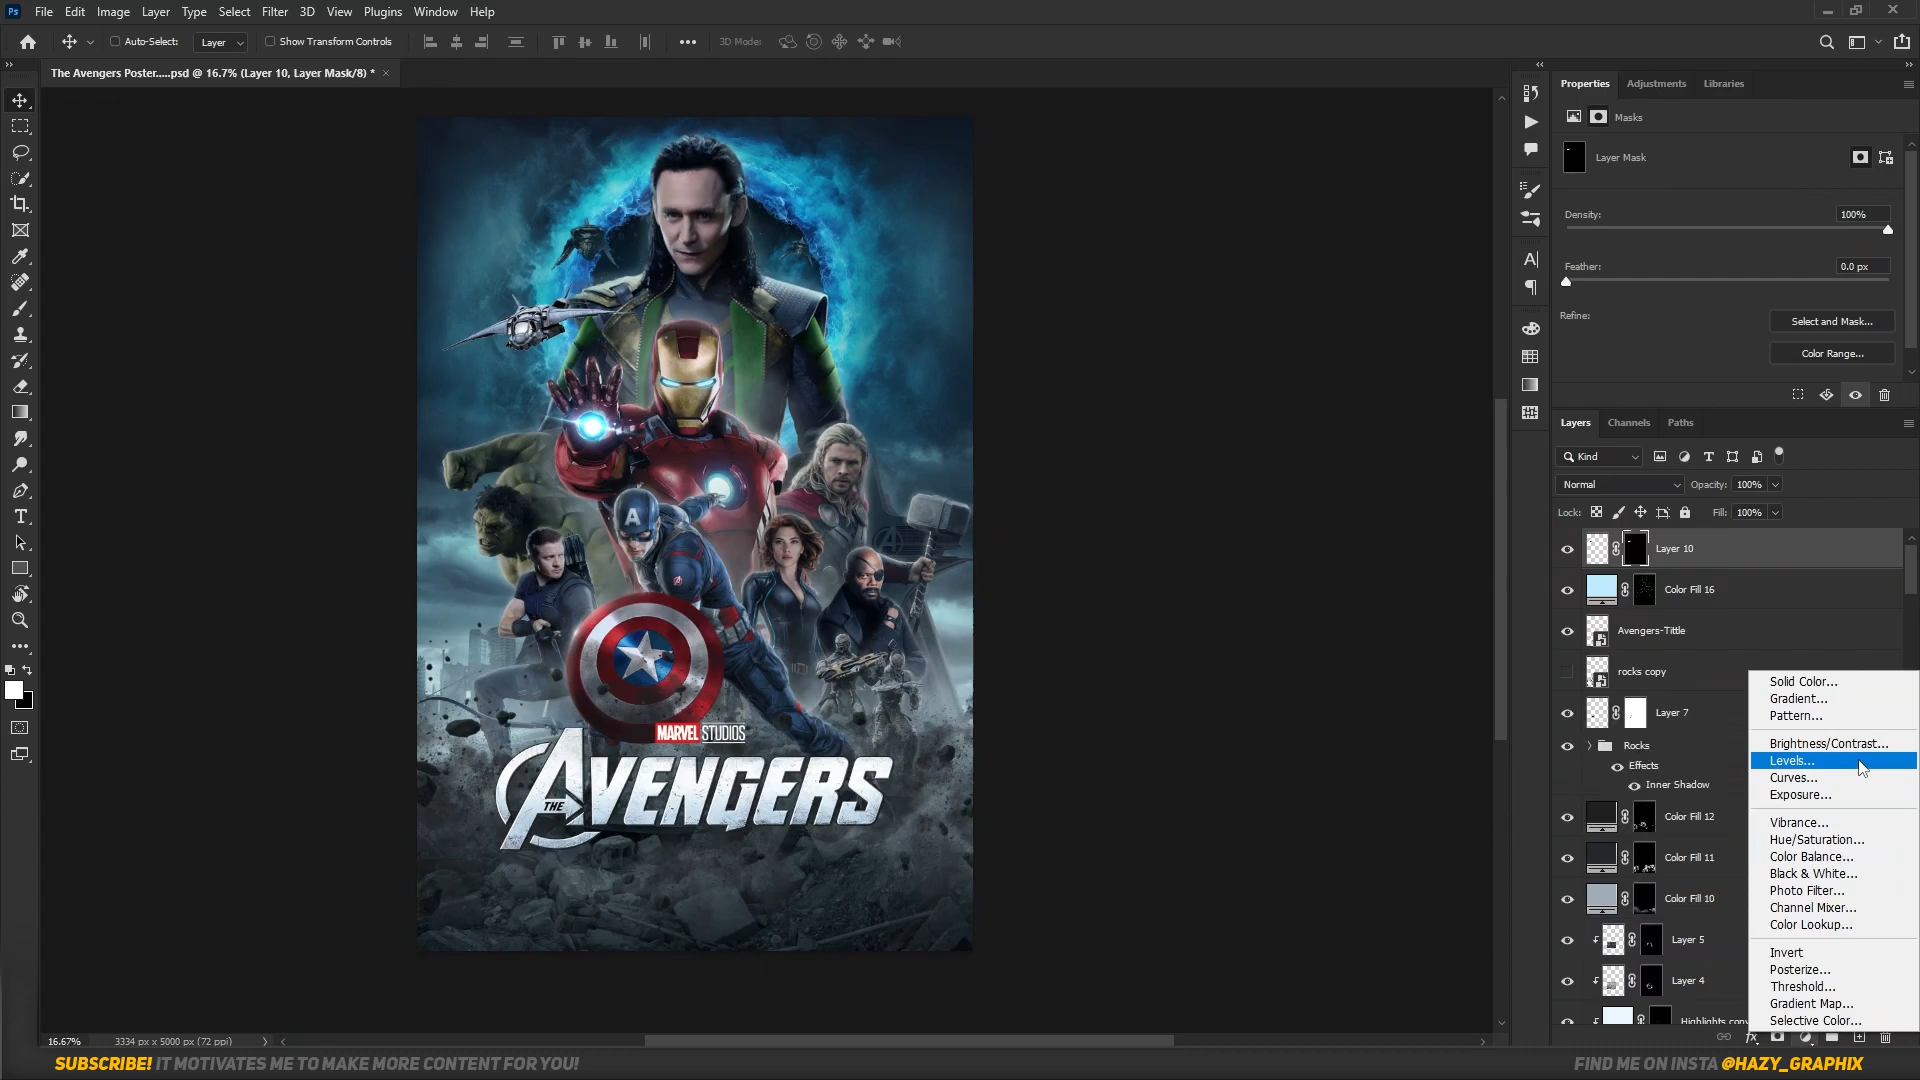 Ps File Edit Image Layer Type Select Filter 3D View Plugins Window Help
Auto-Select: Layer Show Transform Controls 3D Mode:
The Avengers Poster.....psd @ 16.7% (Layer 10, Layer Mask/8) * ×
Properties Adjustments Libraries
Masks
Layer Mask
Density: 100%
Feather: 0.0 px
Refine: Select and Mask...
Color Range...
Layers Channels Paths
Kind
Normal Opacity: 100%
Lock: Fill: 100%
Layer 10
Color Fill 16
Avengers-Tittle
rocks copy
Layer 7
Rocks
Effects
Inner Shadow
Color Fill 12
Color Fill 11
Color Fill 10
Layer 5
Layer 4
Highlights copy
Solid Color...
Gradient...
Pattern...
Brightness/Contrast...
Levels...
Curves...
Exposure...
Vibrance...
Hue/Saturation...
Color Balance...
Black & White...
Photo Filter...
Channel Mixer...
Color Lookup...
Invert
Posterize...
Threshold...
Gradient Map...
Selective Color...
A
MARVEL STUDIOS
THE AVENGERS
16.67% 3334 px x 5000 px (72 ppi)
SUBSCRIBE! IT MOTIVATES ME TO MAKE MORE CONTENT FOR YOU!
FIND ME ON INSTA @HAZY_GRAPHIX